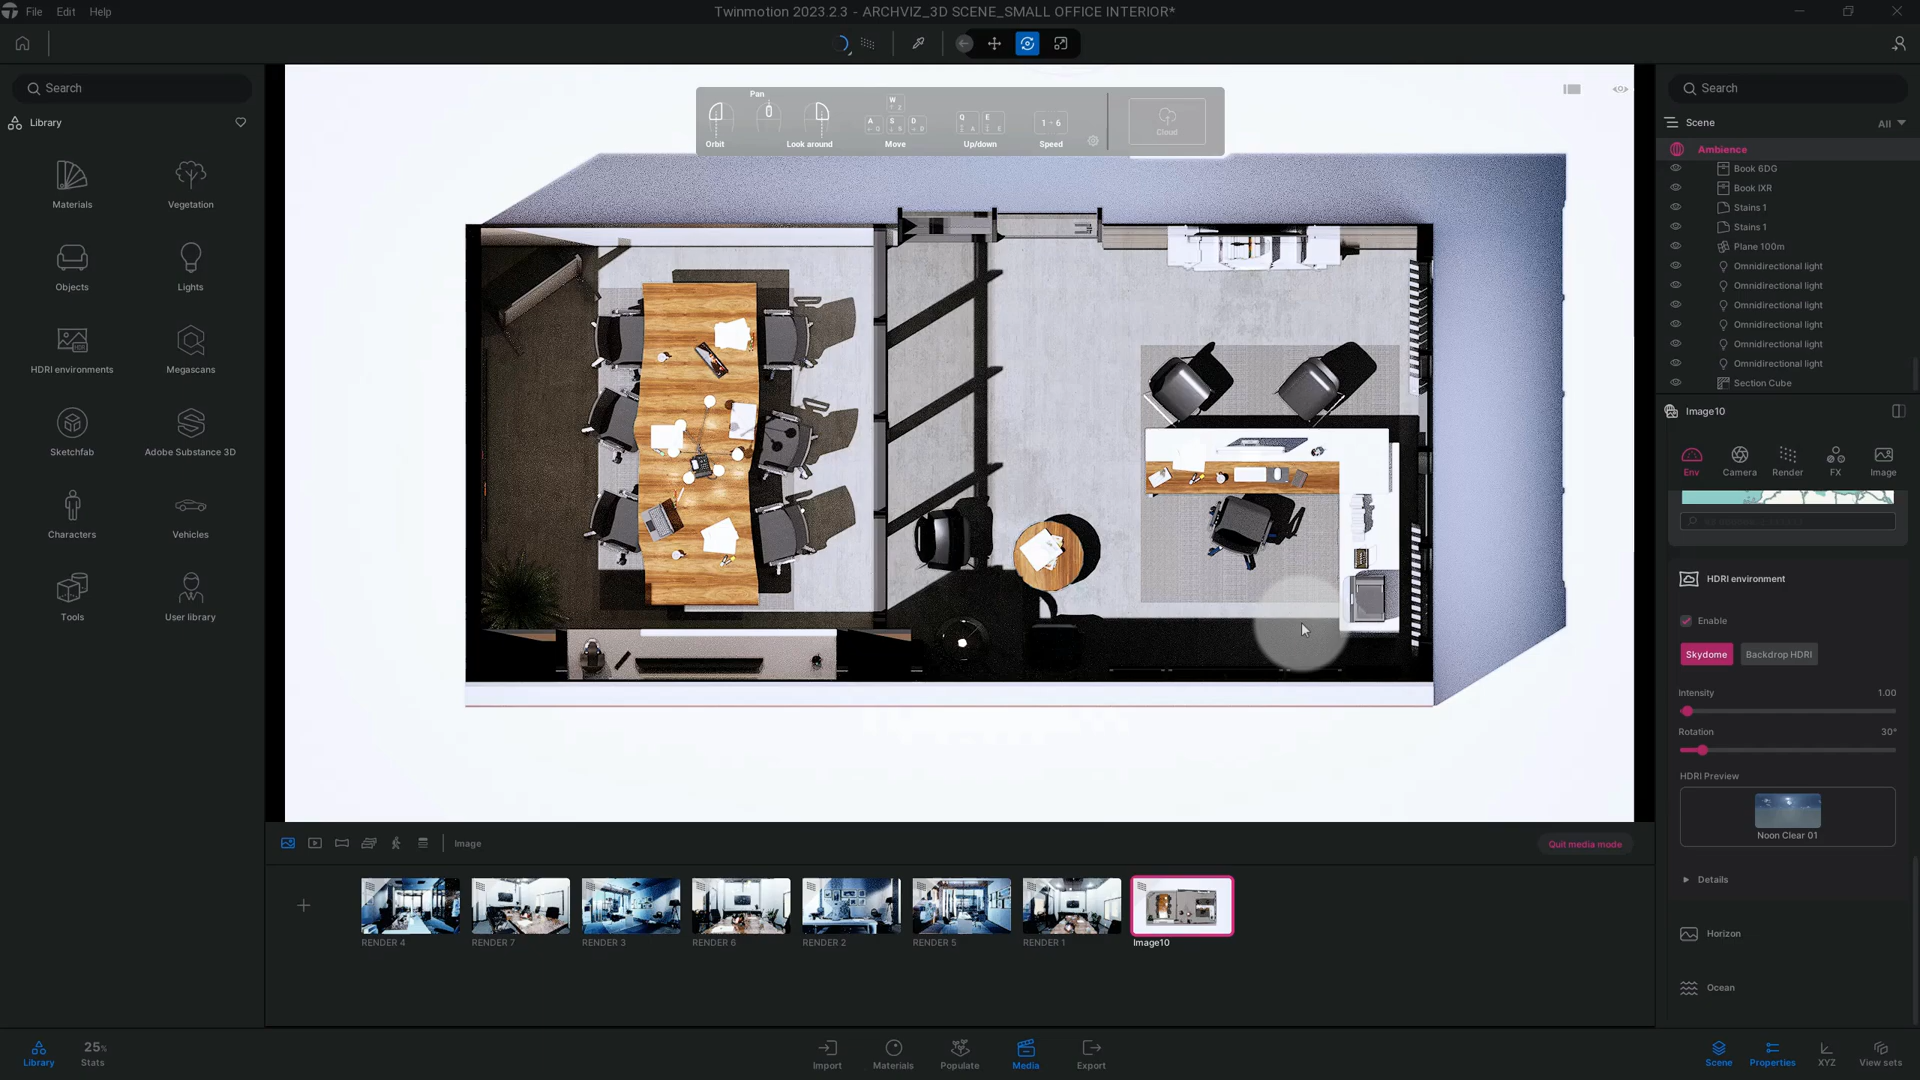 File Edit Help
Twinmotion 2023.2.3 - ARCHVIZ_3D SCENE_SMALL OFFICE INTERIOR*
Search
Library
Materials
Vegetation
Objects
Lights
HDRI environments
Megascans
Sketchfab
Adobe Substance 3D
Characters
Vehicles
Tools
User library
Pan
W
A S D
Q E
1 - 6
Cloud
Orbit
Look around
Move
Up/down
Speed
Search
Scene
All
Ambience
Book 6DG
Book IXR
Stains 1
Stains 1
Plane 100m
Omnidirectional light
Omnidirectional light
Omnidirectional light
Omnidirectional light
Omnidirectional light
Omnidirectional light
Section Cube
Image10
Env
Camera
Render
FX
Image
HDRI environment
Enable
Skydome
Backdrop HDRI
Intensity
1.00
Rotation
30°
HDRI Preview
Noon Clear 01
Details
Horizon
Ocean
Image
Quit media mode
RENDER 4
RENDER 7
RENDER 3
RENDER 6
RENDER 2
RENDER 5
RENDER 1
Image10
Library
25%
Stats
Import
Materials
Populate
Media
Export
Scene
Properties
XYZ
View sets